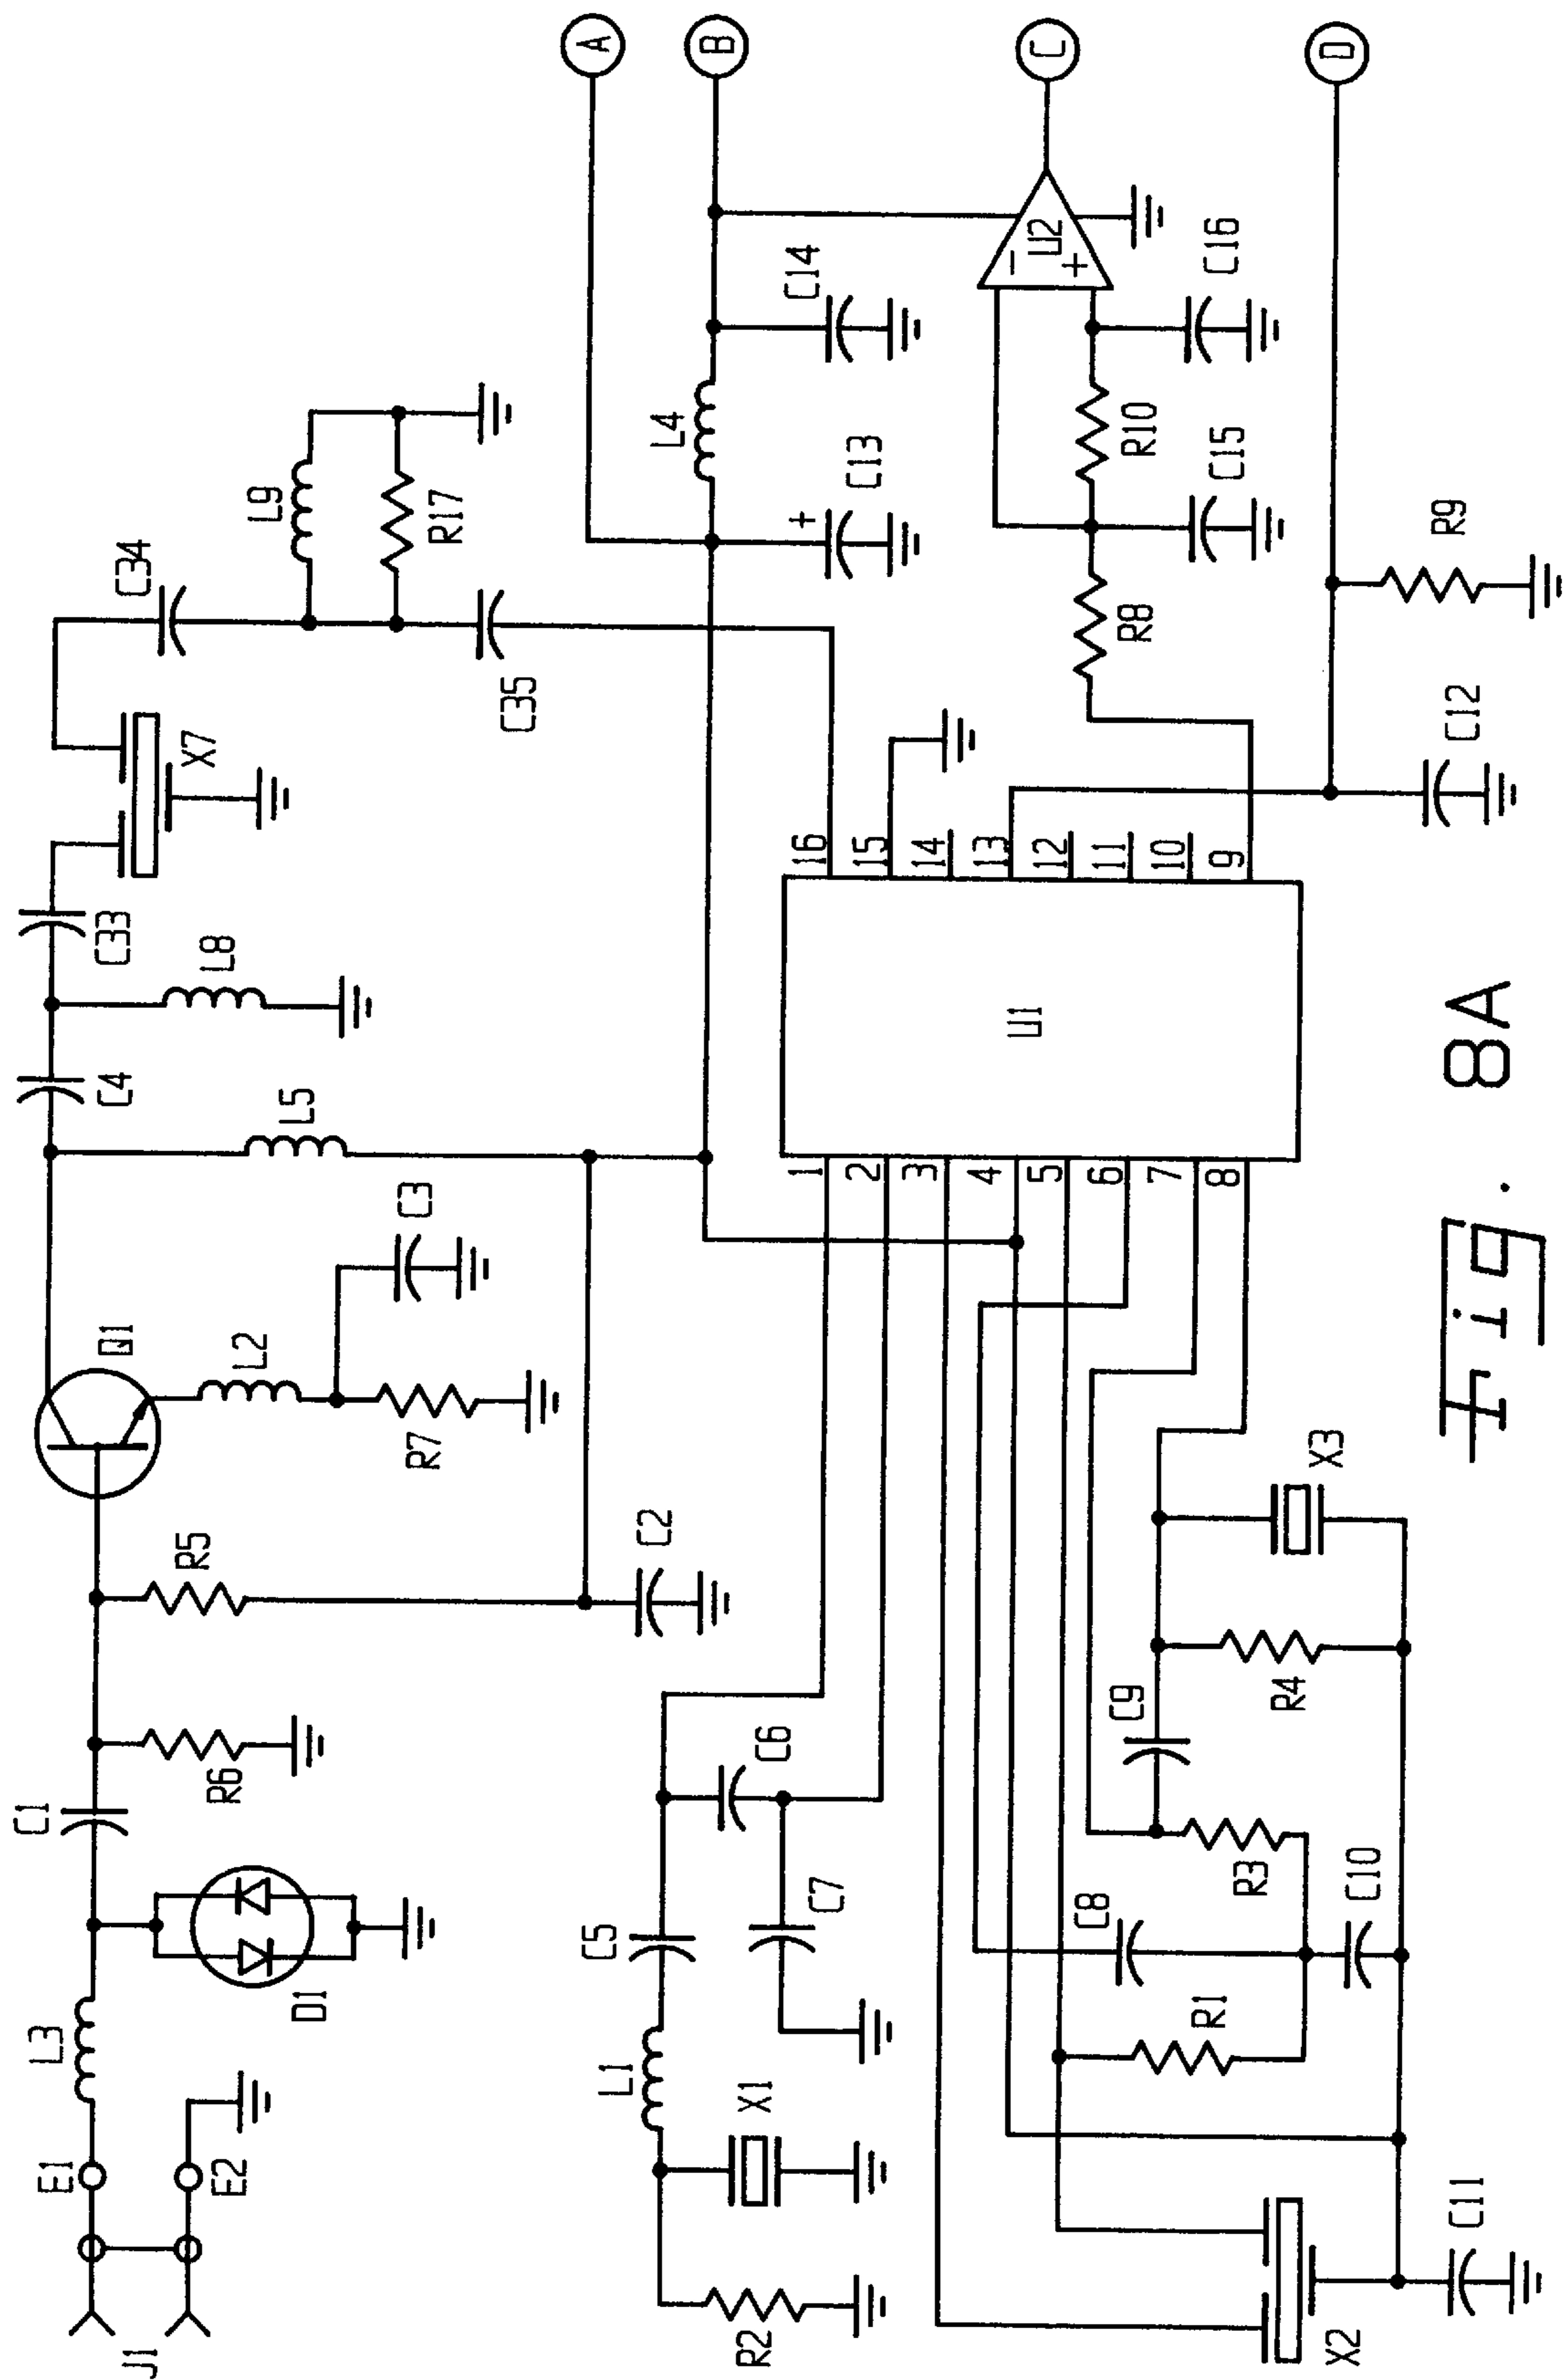 J1
E1
E2
L3
D1
C1
R6
R5
Q1
L2
R7
C3
C2
L5
C4
L8
C33
X7
C34
L9
R17
C35
A
B
L4
C13
+
C14
U2
−
+
C
R8
R10
C15
C16
D
R9
C12
U1
1
2
3
4
5
6
7
8
16
15
14
13
12
11
10
9
R2
X1
L1
C5
C6
C7
X2
C11
R1
C8
R3
C10
C9
R4
X3
Fig. 8A